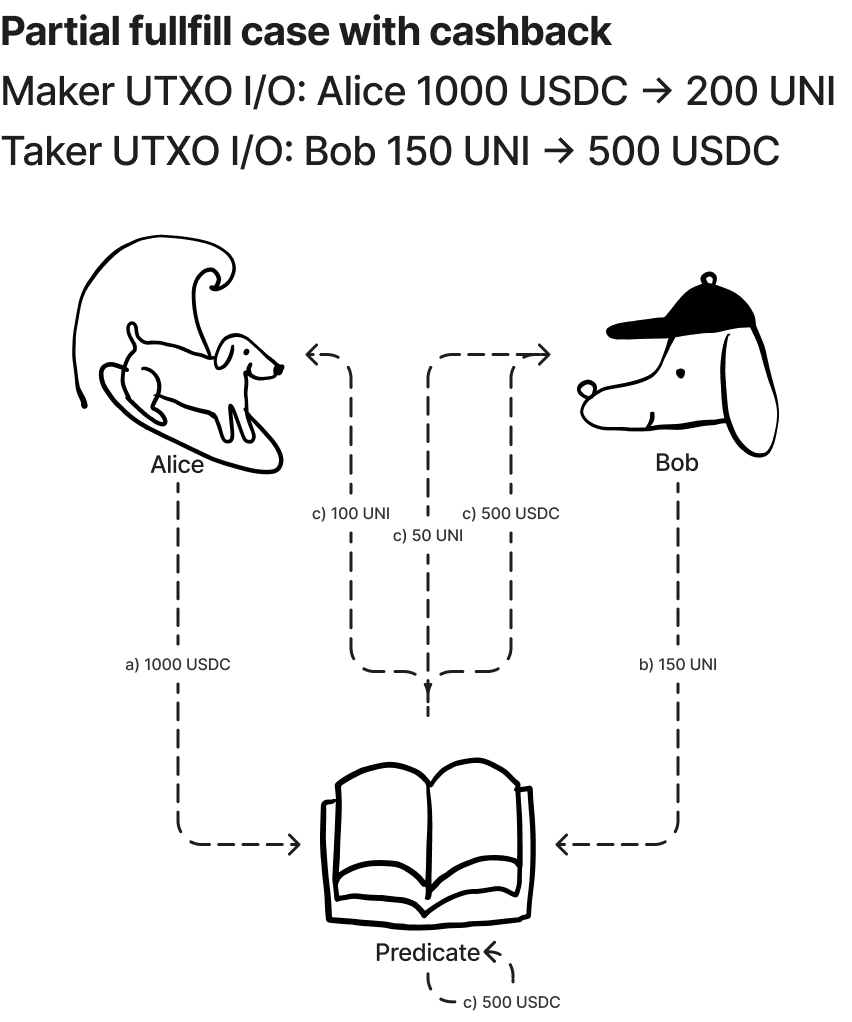 Partial fullfill case with cashback
Maker UTXO I/O: Alice 1000 USDC → 200 UNI
Taker UTXO I/O: Bob 150 UNI → 500 USDC
Alice
Bob
c) 100 UNI
c) 500 USDC
c) 50 UNI
a) 1000 USDC
b) 150 UNI
Predicate
c) 500 USDC